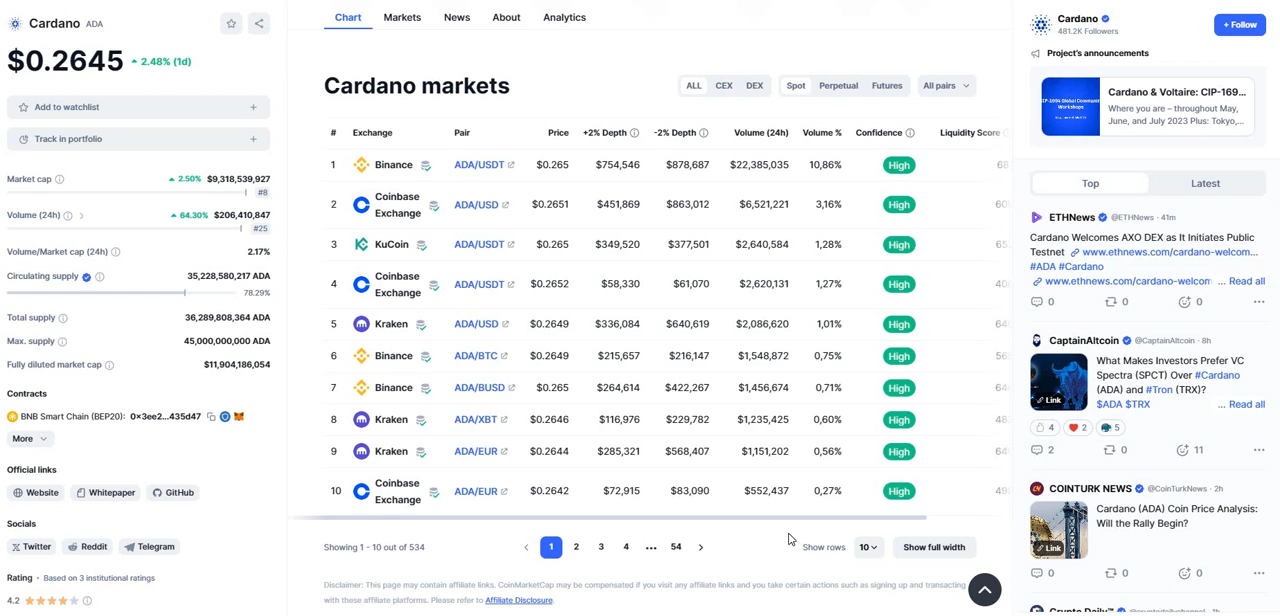 Cardano ADA
$0.2645 2.48% (1d)
Add to watchlist
Track in portfolio
Market cap 2.50% $9,318,539,927
#8
Volume (24h) 64.30% $206,410,847
#25
Volume/Market cap (24h) 2.17%
Circulating supply 35,228,580,217 ADA
78.29%
Total supply 36,289,808,364 ADA
Max. supply 45,000,000,000 ADA
Fully diluted market cap $11,904,186,054
Contracts
BNB Smart Chain (BEP20): 0x3ee2...435d47
More
Official links
Website Whitepaper GitHub
Socials
Twitter Reddit Telegram
Rating · Based on 3 institutional ratings
4.2
Chart Markets News About Analytics
Cardano markets
ALL CEX DEX Spot Perpetual Futures All pairs
# Exchange Pair Price +2% Depth -2% Depth Volume (24h) Volume % Confidence Liquidity Score
1 Binance ADA/USDT $0.265 $754,546 $878,687 $22,385,035 10,86% High
2 Coinbase Exchange ADA/USD $0.2651 $451,869 $863,012 $6,521,221 3,16% High
3 KuCoin ADA/USDT $0.265 $349,520 $377,501 $2,640,584 1,28% High
4 Coinbase Exchange ADA/USDT $0.2652 $58,330 $61,070 $2,620,131 1,27% High
5 Kraken ADA/USD $0.2649 $336,084 $640,619 $2,086,620 1,01% High
6 Binance ADA/BTC $0.2649 $215,657 $216,147 $1,548,872 0,75% High
7 Binance ADA/BUSD $0.265 $264,614 $422,267 $1,456,674 0,71% High
8 Kraken ADA/XBT $0.2646 $116,976 $229,782 $1,235,425 0,60% High
9 Kraken ADA/EUR $0.2644 $285,321 $568,407 $1,151,202 0,56% High
10 Coinbase Exchange ADA/EUR $0.2642 $72,915 $83,090 $552,437 0,27% High
Showing 1 - 10 out of 534 1 2 3 4 ... 54 Show rows 10 Show full width
Disclaimer: This page may contain affiliate links. CoinMarketCap may be compensated if you visit any affiliate links and you take certain actions such as signing up and transacting
with these affiliate platforms. Please refer to Affiliate Disclosure.
Cardano
481.2K Followers
+ Follow
Project's announcements
Cardano & Voltaire: CIP-169...
Where you are – throughout May,
June, and July 2023 Plus: Tokyo,...
Top Latest
ETHNews @ETHNews · 41m
Cardano Welcomes AXO DEX as It Initiates Public
Testnet www.ethnews.com/cardano-welcom...
#ADA #Cardano
www.ethnews.com/cardano-welcom ... Read all
0 0 0
CaptainAltcoin @CaptainAltcoin · 8h
What Makes Investors Prefer VC
Spectra (SPCT) Over #Cardano
(ADA) and #Tron (TRX)?
$ADA $TRX ... Read all
Link
4 2 5
2 0 11
COINTURK NEWS @CoinTurkNews · 2h
Cardano (ADA) Coin Price Analysis:
Will the Rally Begin?
Link
0 0 0
Crypto Daily™ @cryptodailychannel · 1h